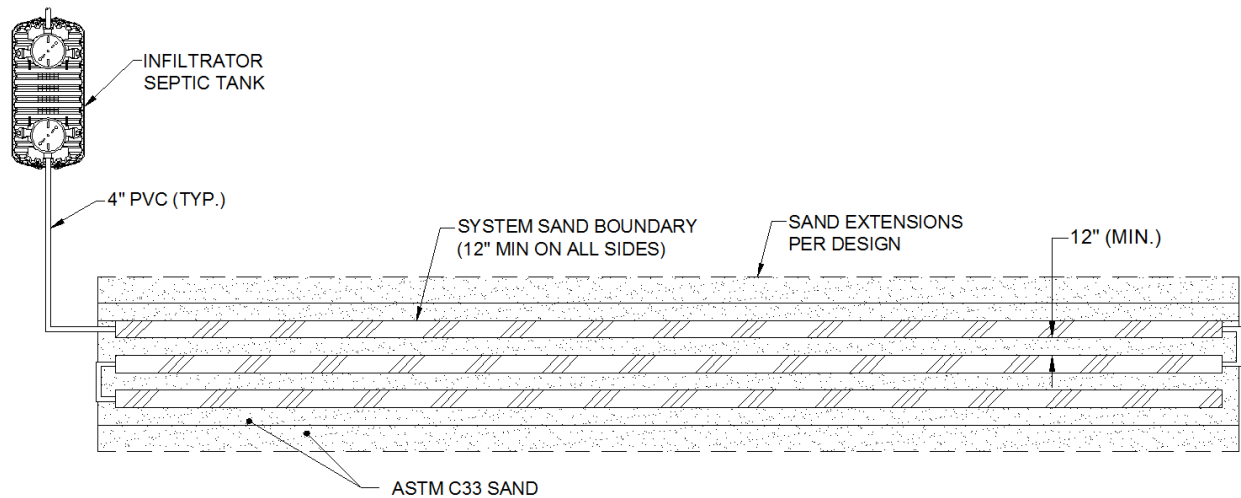 INFILTRATOR
SEPTIC TANK
4" PVC (TYP.)
SYSTEM SAND BOUNDARY
(12" MIN ON ALL SIDES)
SAND EXTENSIONS
PER DESIGN
12" (MIN.)
ASTM C33 SAND